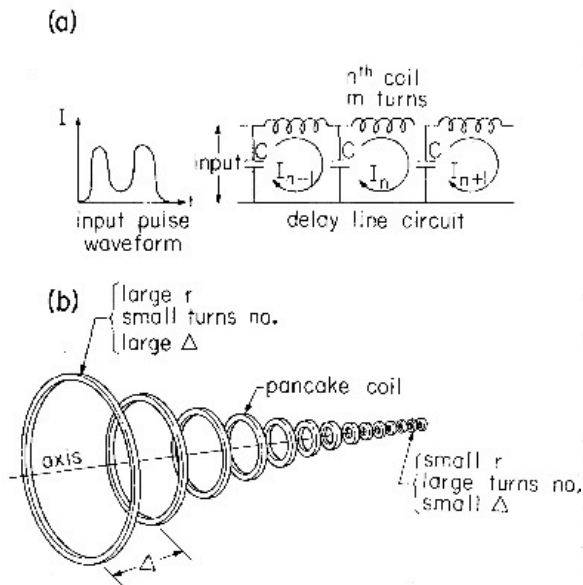 (a)
nth coil
m turns
I
input
C
C
C
In-1
In
In+1
t
input pulse
waveform
delay line circuit
(b)
large r
small turns no.
large Δ
pancake coil
axis
small r
large turns no.
small Δ
Δ